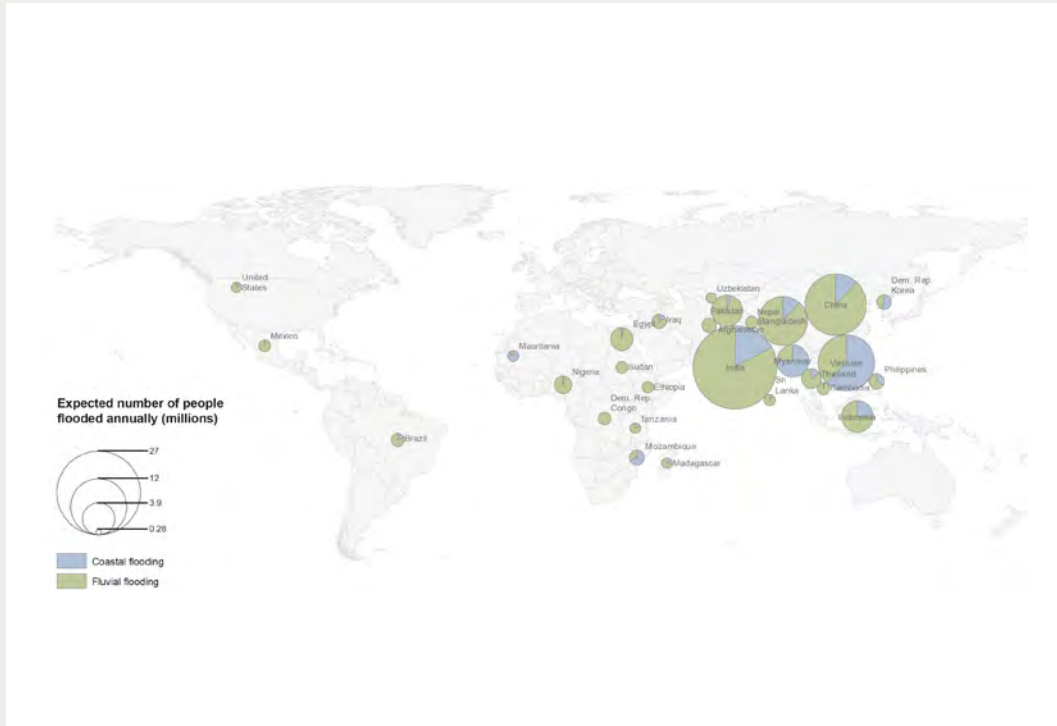 United
States
Mexico
Brazil
Mauritania
Nigeria
Egypt
Iraq
Sudan
Ethiopia
Dem. Rep.
Congo
Tanzania
Mozambique
Madagascar
Uzbekistan
Pakistan
Afghanistan
Nepal
Bangladesh
India
Sri
Lanka
China
Dem. Rep.
Korea
Myanmar
Vietnam
Thailand
Cambodia
Philippines
Indonesia
Expected number of people
flooded annually (millions)
27
12
3.9
0.28
Coastal flooding
Fluvial flooding